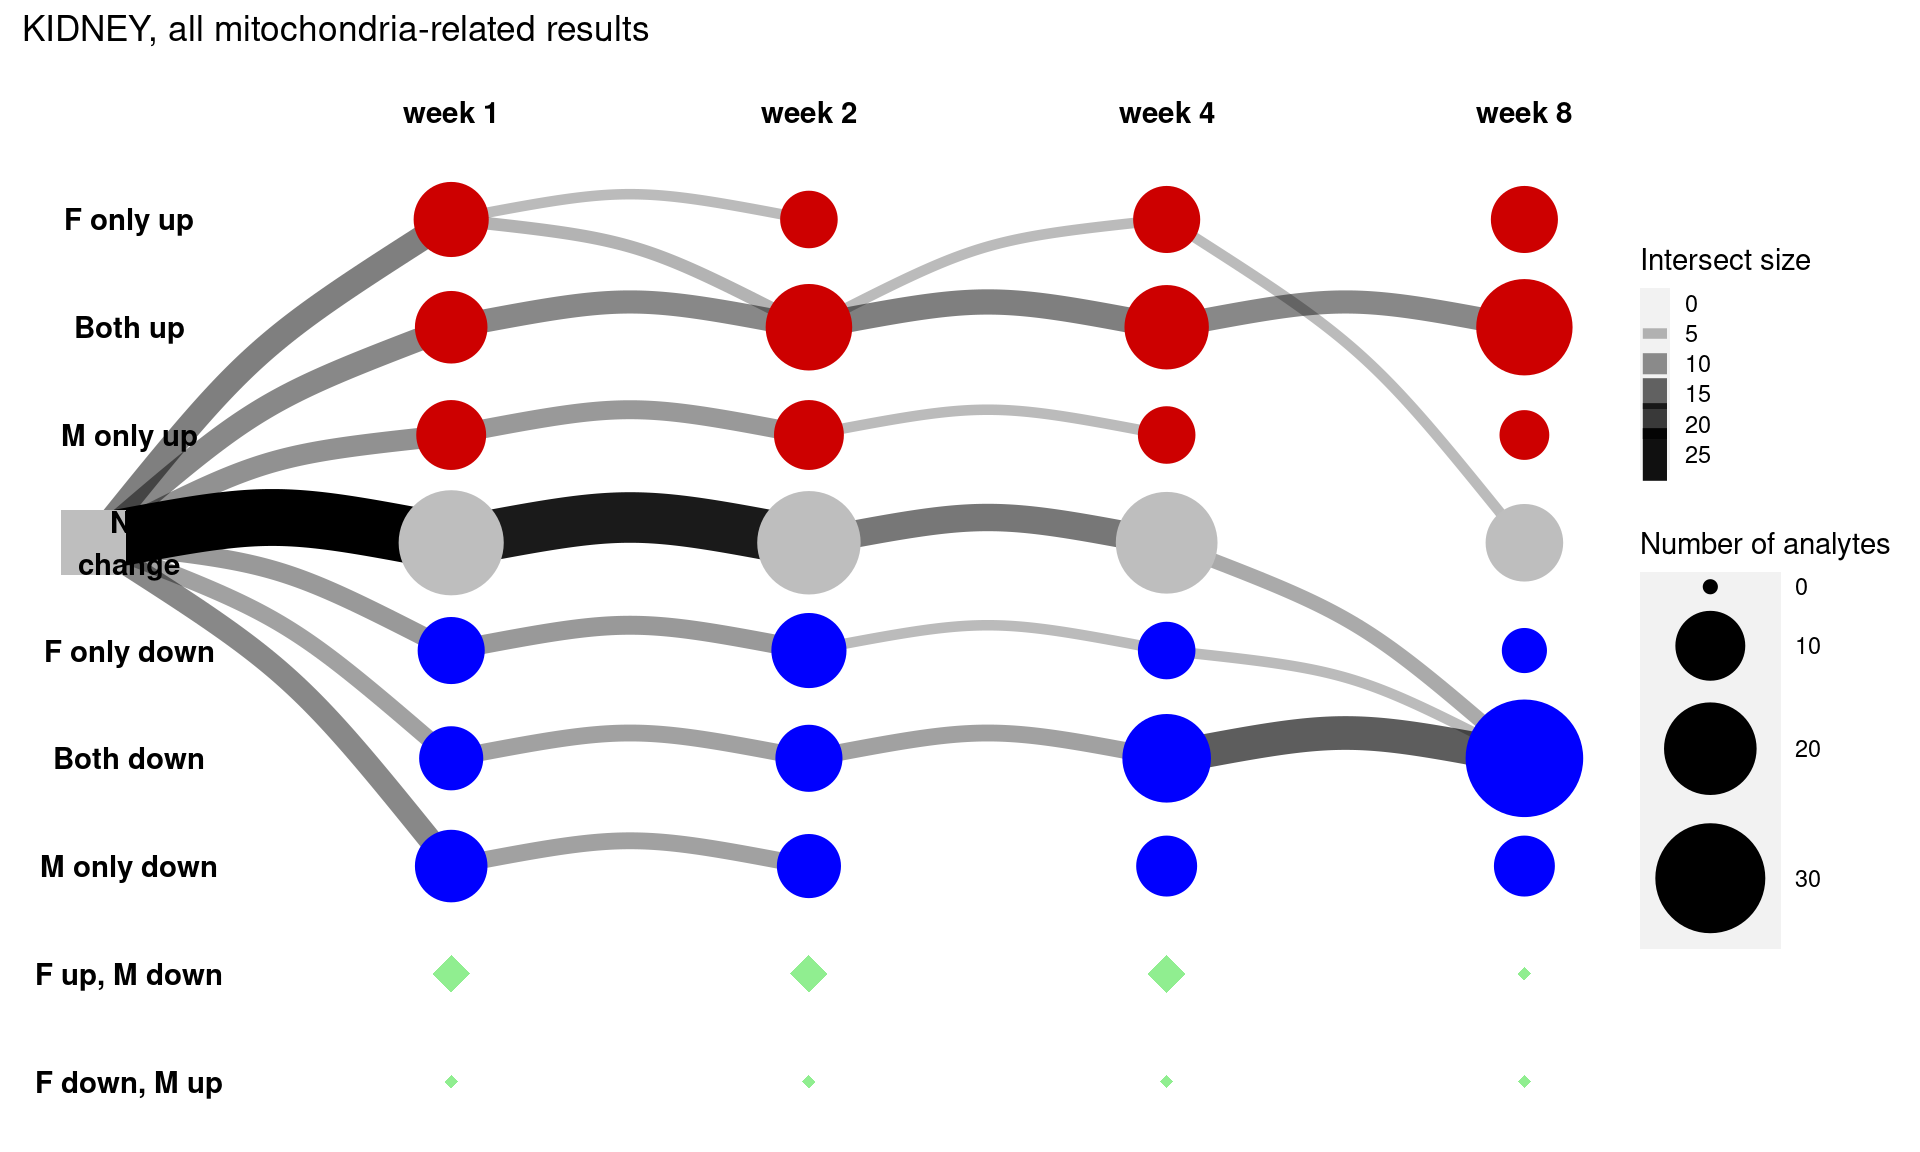 KIDNEY, all mitochondria-related results
week 1
week 2
week 4
week 8
F only up
Both up
M only up
change
F only down
Both down
M only down
F up, M down
F down, M up
Intersect size
0
5
10
15
20
25
Number of analytes
0
10
20
30